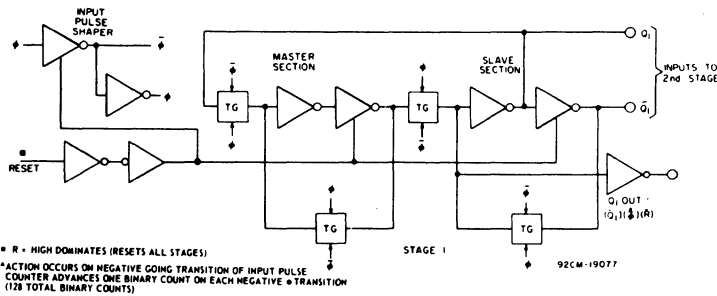 INPUT
PULSE
SHAPER
φ
φ̄
φ
MASTER
SECTION
SLAVE
SECTION
Q1
INPUTS TO
2nd STAGE
Q̄1
φ̄
TG
φ
φ
TG
φ̄
■
RESET
φ
TG
φ̄
φ̄
TG
φ
STAGE 1
Q1 OUT
92CM-19077
■ R = HIGH DOMINATES (RESETS ALL STAGES)
▲ACTION OCCURS ON NEGATIVE GOING TRANSITION OF INPUT PULSE
COUNTER ADVANCES ONE BINARY COUNT ON EACH NEGATIVE φ TRANSITION
(128 TOTAL BINARY COUNTS)